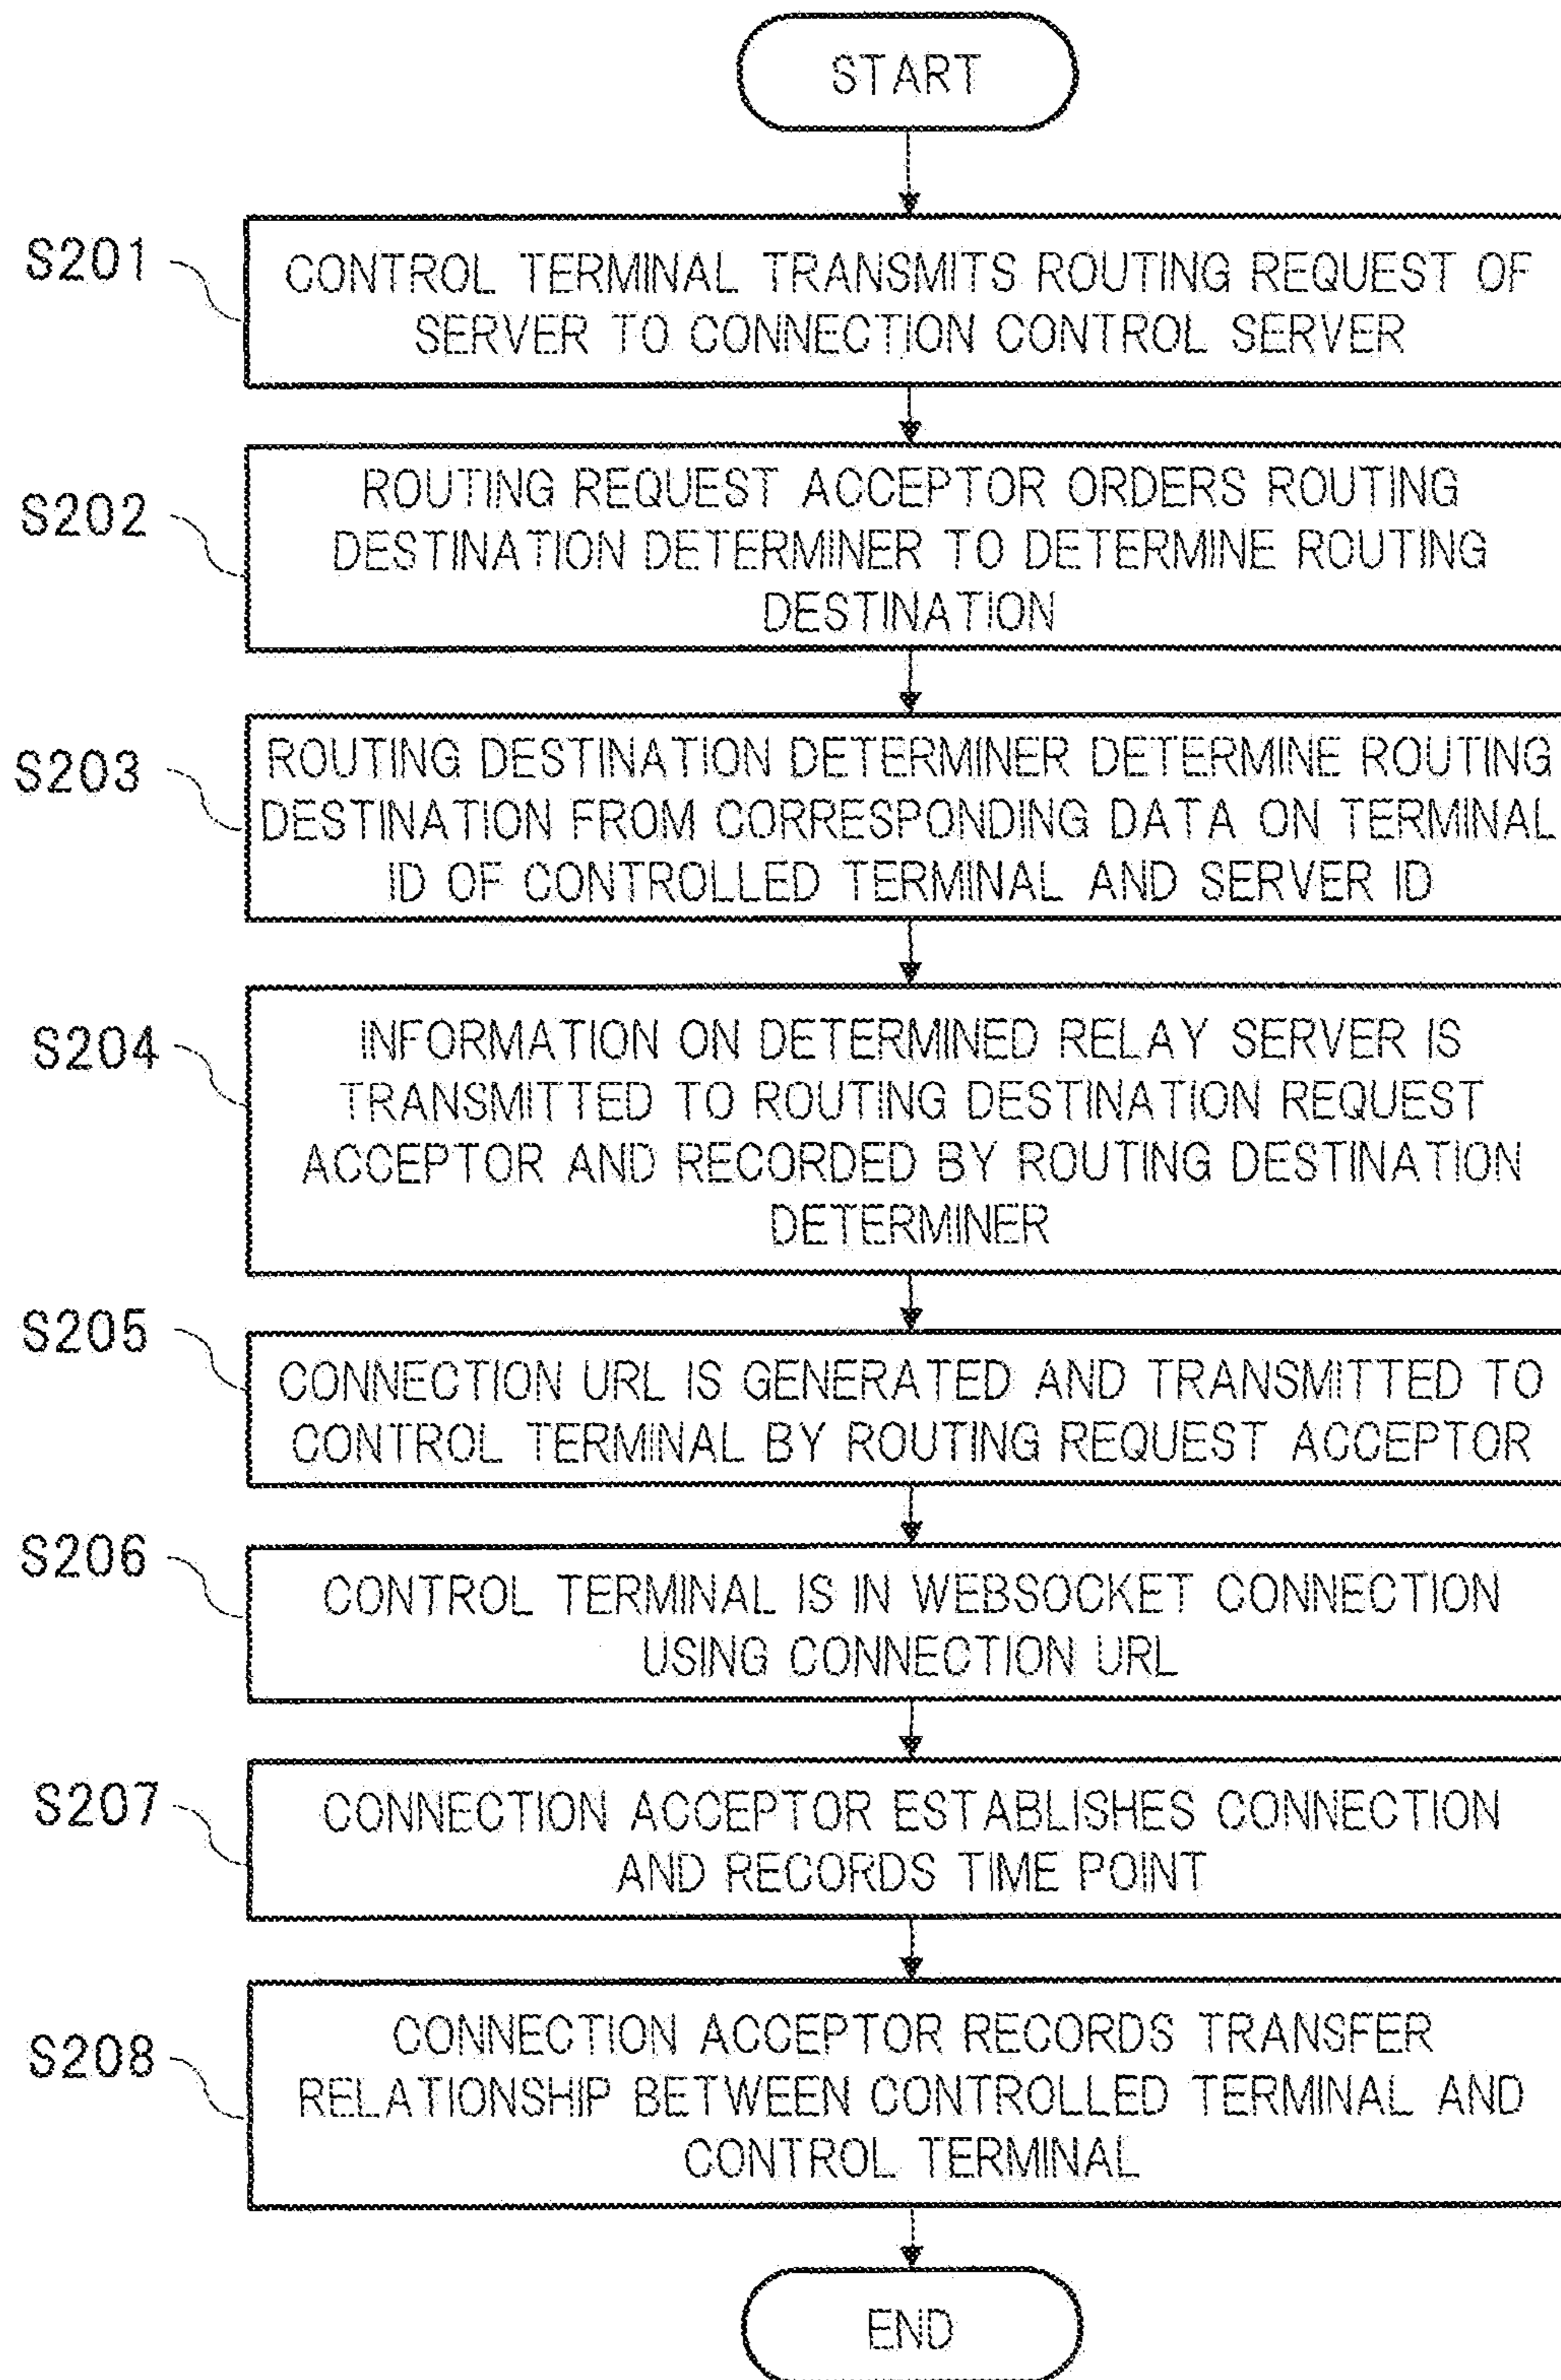 START
S201
CONTROL TERMINAL TRANSMITS ROUTING REQUEST OF
SERVER TO CONNECTION CONTROL SERVER
S202
ROUTING REQUEST ACCEPTOR ORDERS ROUTING
DESTINATION DETERMINER TO DETERMINE ROUTING
DESTINATION
S203
ROUTING DESTINATION DETERMINER DETERMINE ROUTING
DESTINATION FROM CORRESPONDING DATA ON TERMINAL
ID OF CONTROLLED TERMINAL AND SERVER ID
S204
INFORMATION ON DETERMINED RELAY SERVER IS
TRANSMITTED TO ROUTING DESTINATION REQUEST
ACCEPTOR AND RECORDED BY ROUTING DESTINATION
DETERMINER
S205
CONNECTION URL IS GENERATED AND TRANSMITTED TO
CONTROL TERMINAL BY ROUTING REQUEST ACCEPTOR
S206
CONTROL TERMINAL IS IN WEBSOCKET CONNECTION
USING CONNECTION URL
S207
CONNECTION ACCEPTOR ESTABLISHES CONNECTION
AND RECORDS TIME POINT
S208
CONNECTION ACCEPTOR RECORDS TRANSFER
RELATIONSHIP BETWEEN CONTROLLED TERMINAL AND
CONTROL TERMINAL
END